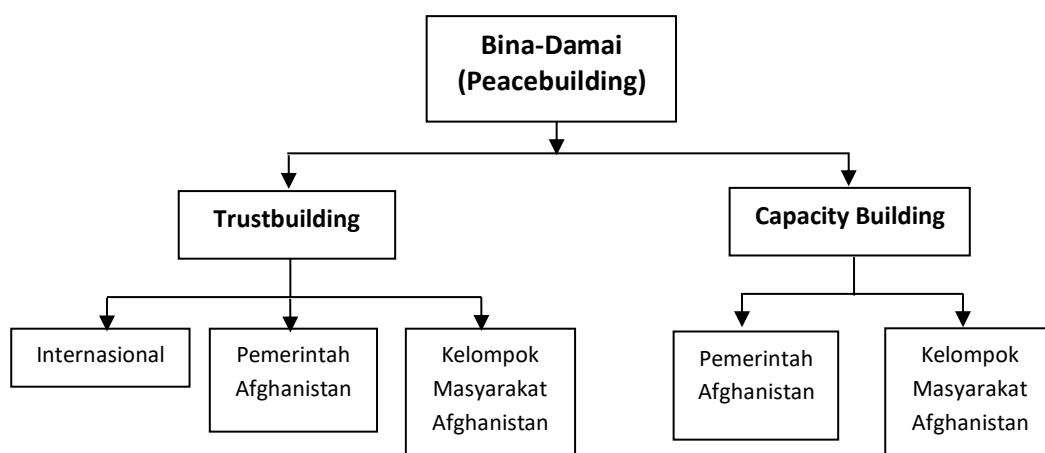 Bina-Damai
(Peacebuilding)
Trustbuilding
Capacity Building
Internasional
Pemerintah
Afghanistan
Kelompok
Masyarakat
Afghanistan
Pemerintah
Afghanistan
Kelompok
Masyarakat
Afghanistan